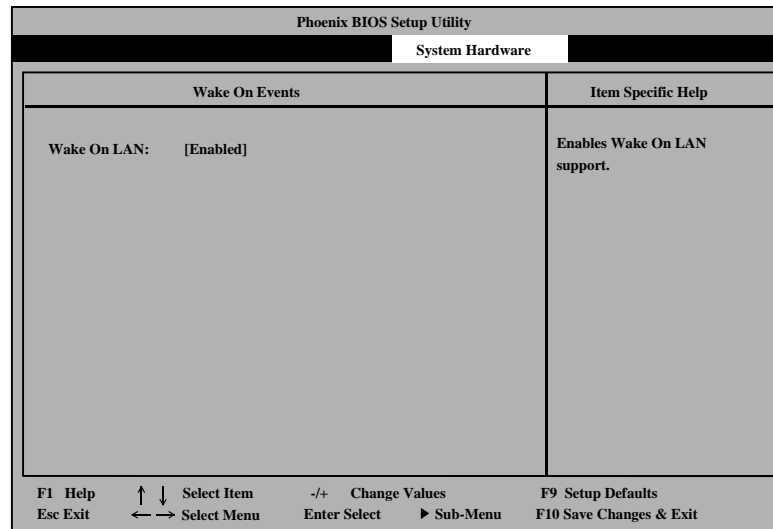 Phoenix BIOS Setup Utility
System Hardware
Wake On Events
Item Specific Help
Wake On LAN: [Enabled]
Enables Wake On LAN
support.
F1 Help ↑ ↓ Select Item -/+ Change Values F9 Setup Defaults
Esc Exit ← → Select Menu Enter Select ▶ Sub-Menu F10 Save Changes & Exit